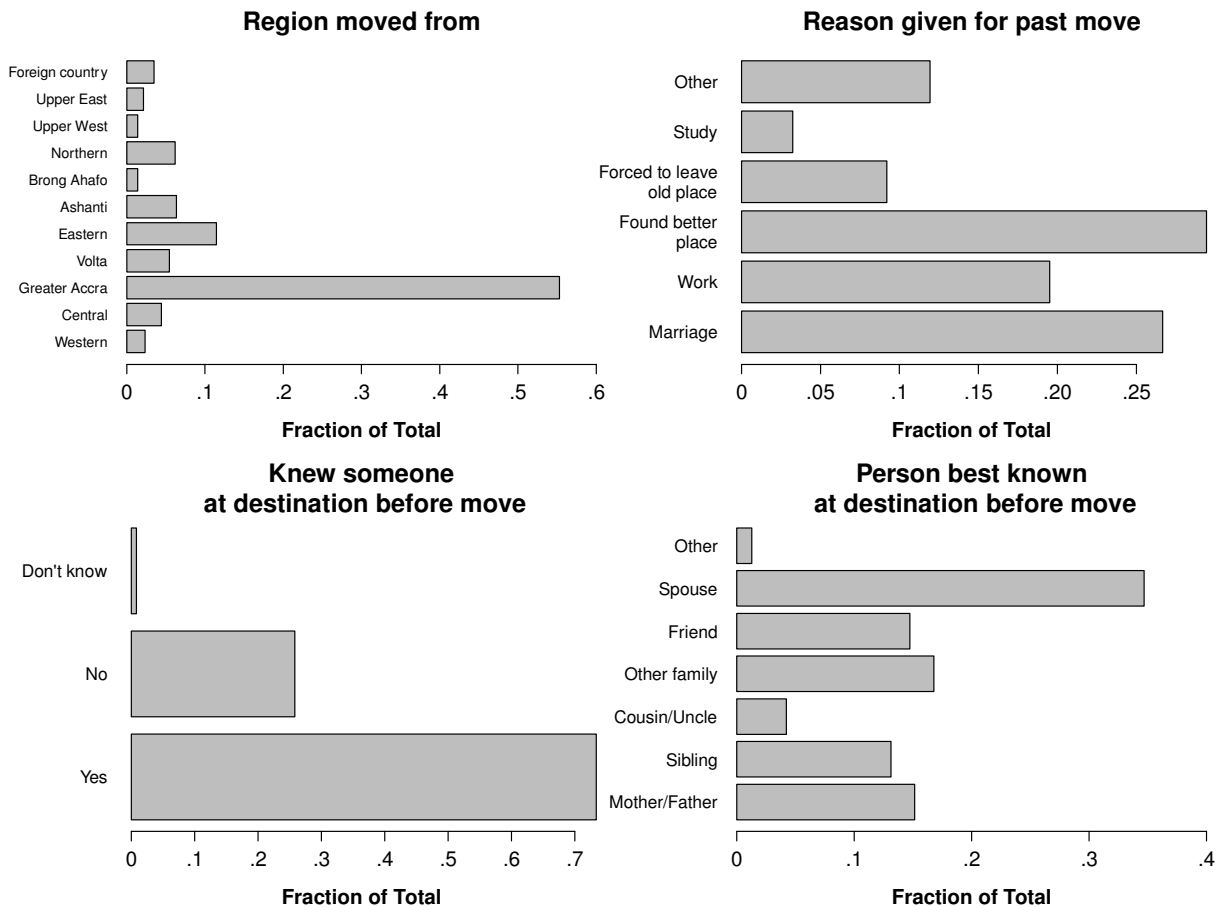 Region moved from
Foreign country
Upper East
Upper West
Northern
Brong Ahafo
Ashanti
Eastern
Volta
Greater Accra
Central
Western
0 .1 .2 .3 .4 .5 .6
Fraction of Total
Reason given for past move
Other
Study
Forced to leave
old place
Found better
place
Work
Marriage
0 .05 .1 .15 .20 .25
Fraction of Total
Knew someone
at destination before move
Don't know
No
Yes
0 .1 .2 .3 .4 .5 .6 .7
Fraction of Total
Person best known
at destination before move
Other
Spouse
Friend
Other family
Cousin/Uncle
Sibling
Mother/Father
0 .1 .2 .3 .4
Fraction of Total